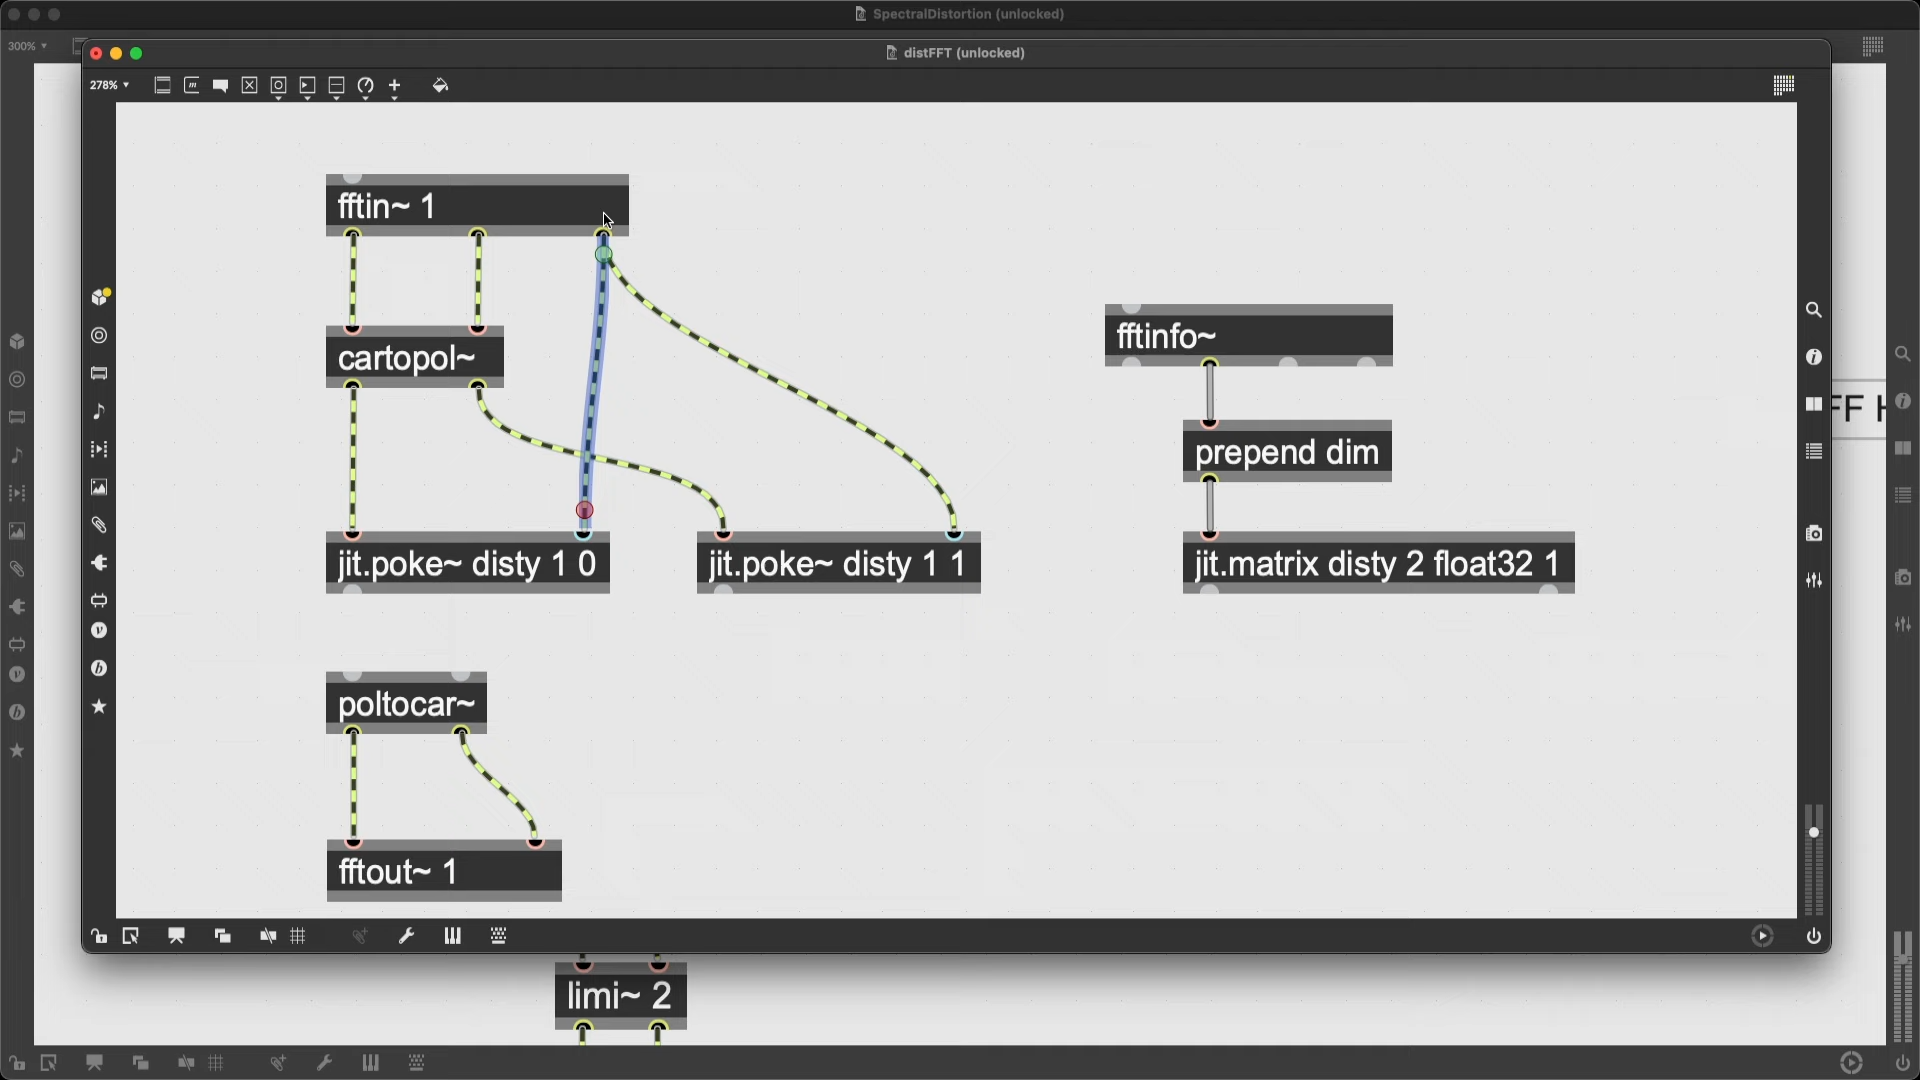 SpectralDistortion (unlocked)
300%
distFFT (unlocked)
278%
fftin~ 1
fftinfo~
cartopol~
FF H
prepend dim
jit.poke~ disty 1 0
jit.poke~ disty 1 1
jit.matrix disty 2 float32 1
poltocar~
fftout~ 1
limi~ 2